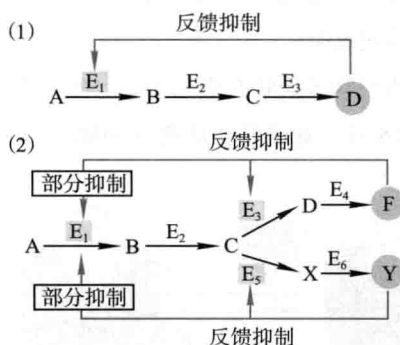 (1) 反馈抑制
E₁ E₂ E₃
A B C D
(2) 反馈抑制
部分抑制
E₃ D E₄ F
E₁ E₂
A B C
E₅ X E₆ Y
部分抑制
反馈抑制